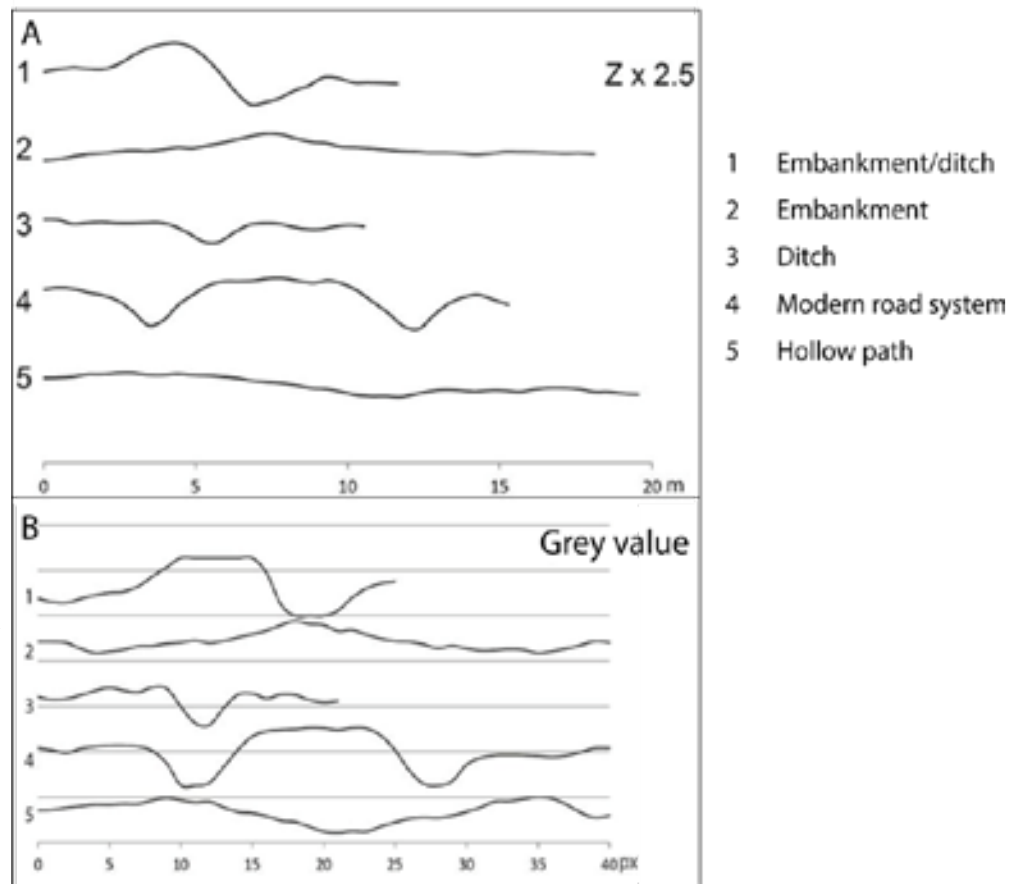 A
Z x 2.5
1
2
3
4
5
0 5 10 15 20 m
B
Grey value
1
2
3
4
5
0 5 10 15 20 25 30 35 40 px
1 Embankment/ditch
2 Embankment
3 Ditch
4 Modern road system
5 Hollow path